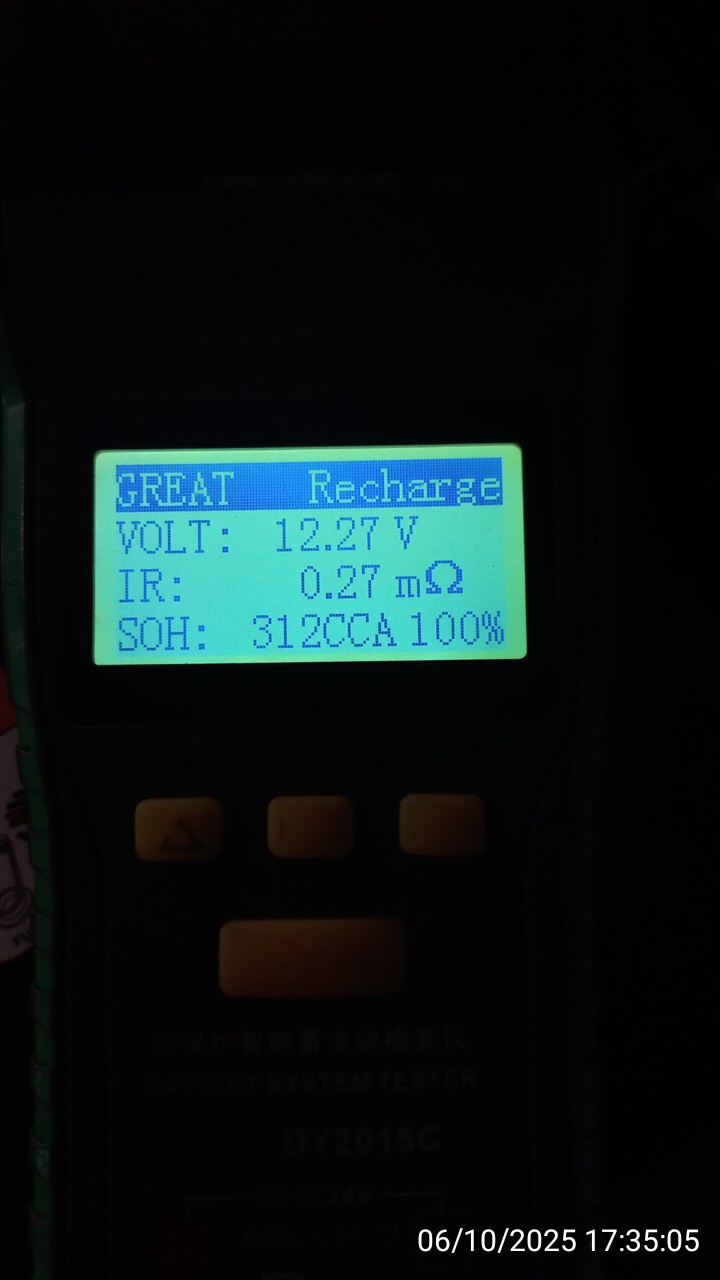 GREAT Recharge
VOLT: 12.27 V
IR: 0.27 mΩ
SOH: 312CCA 100%
BATTERY SYSTEM TESTER
DY2015C
06/10/2025 17:35:05